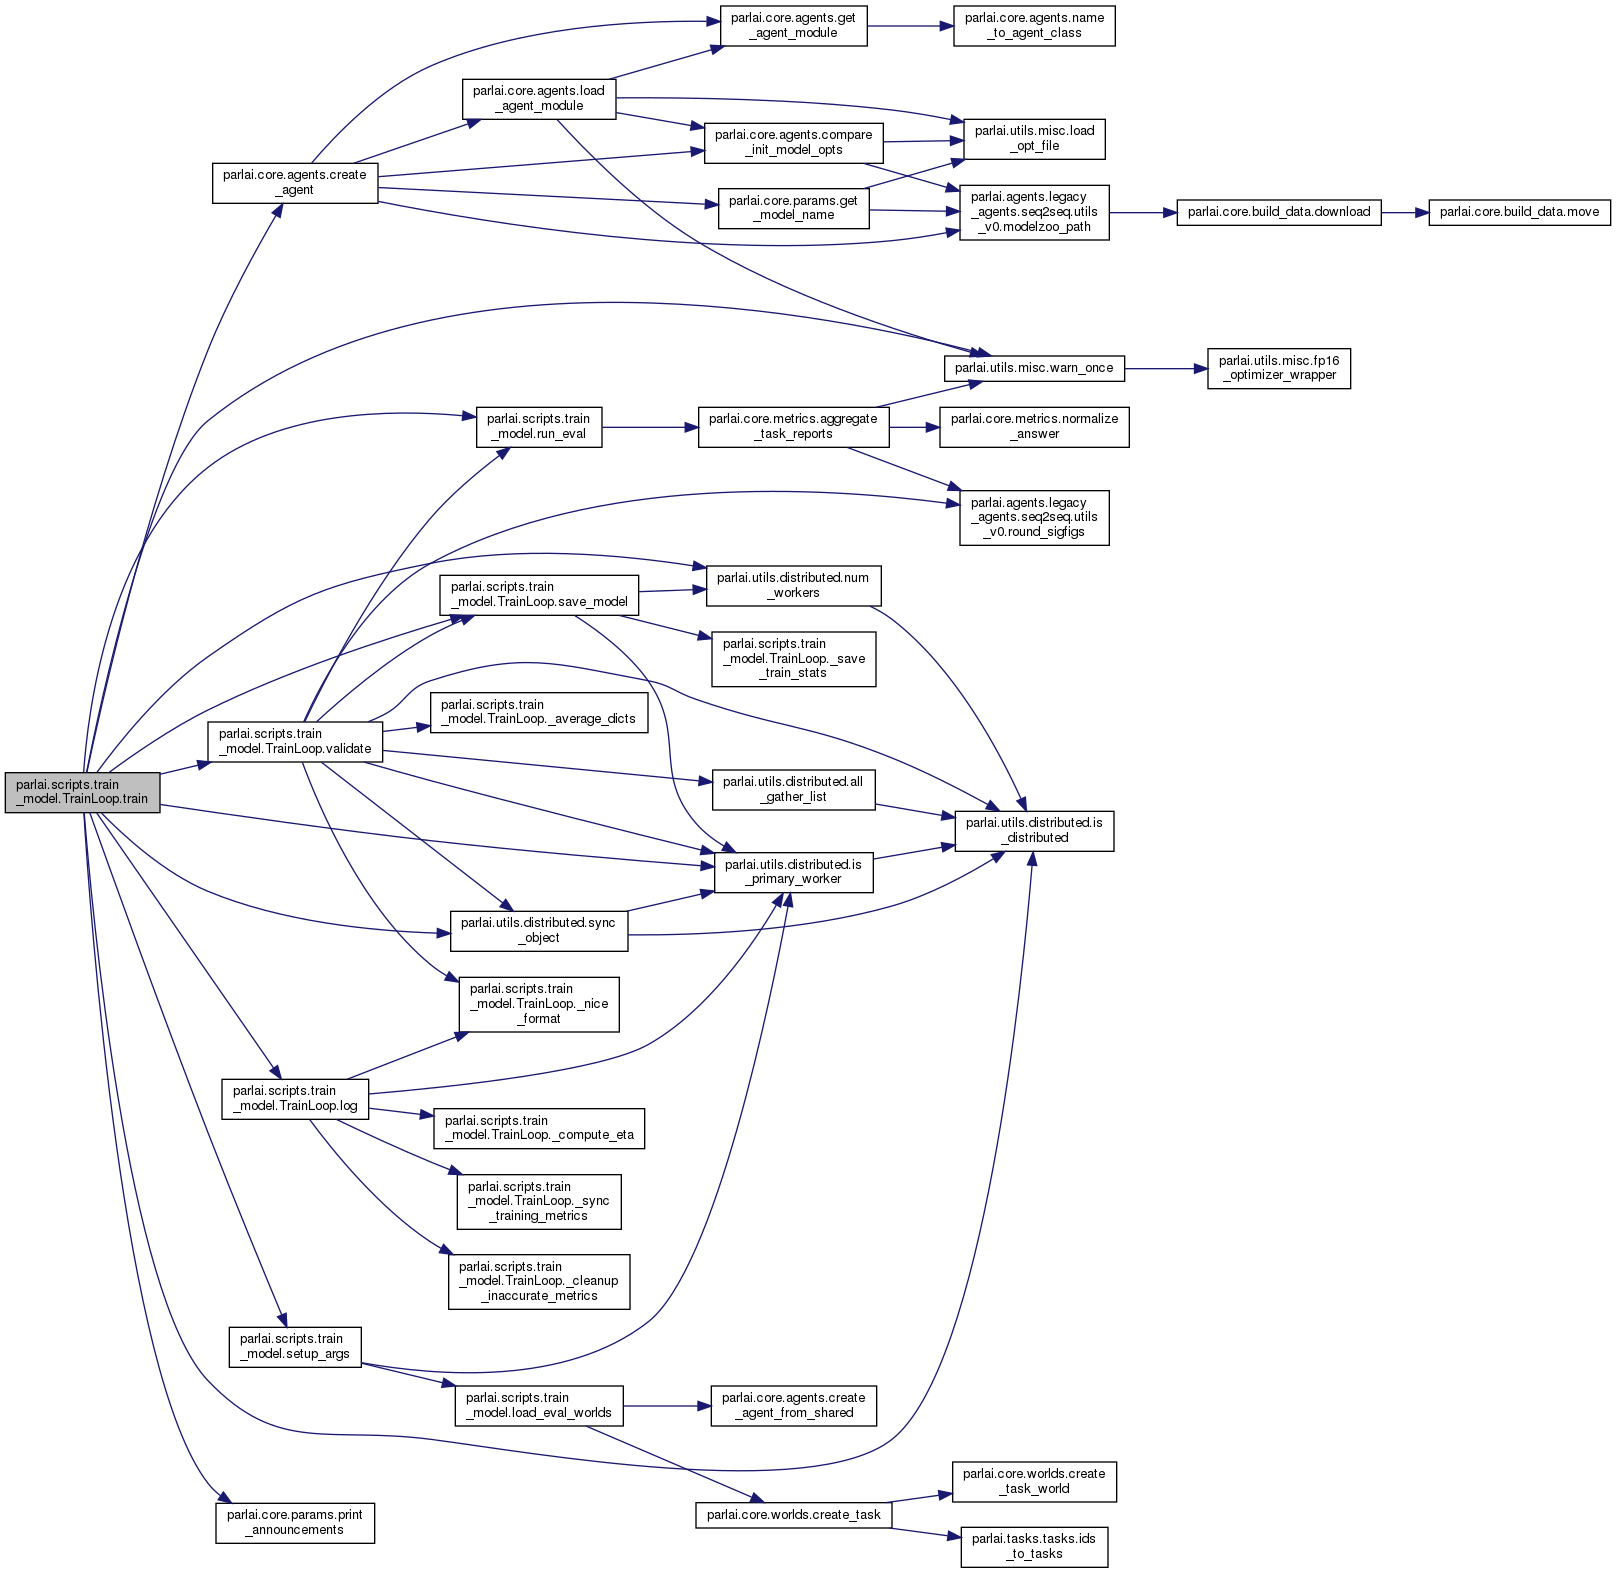 parlai.core.agents.get
_agent_module
parlai.core.agents.name
_to_agent_class
parlai.core.agents.load
_agent_module
parlai.core.agents.compare
_init_model_opts
parlai.utils.misc.load
_opt_file
parlai.core.agents.create
_agent
parlai.core.params.get
_model_name
parlai.agents.legacy
_agents.seq2seq.utils
_v0.modelzoo_path
parlai.core.build_data.download
parlai.core.build_data.move
parlai.utils.misc.warn_once
parlai.utils.misc.fp16
_optimizer_wrapper
parlai.scripts.train
_model.run_eval
parlai.core.metrics.aggregate
_task_reports
parlai.core.metrics.normalize
_answer
parlai.agents.legacy
_agents.seq2seq.utils
_v0.round_sigfigs
parlai.scripts.train
_model.TrainLoop.save_model
parlai.utils.distributed.num
_workers
parlai.scripts.train
_model.TrainLoop._save
_train_stats
parlai.scripts.train
_model.TrainLoop._average_dicts
parlai.scripts.train
_model.TrainLoop.validate
parlai.scripts.train
_model.TrainLoop.train
parlai.utils.distributed.all
_gather_list
parlai.utils.distributed.is
_distributed
parlai.utils.distributed.is
_primary_worker
parlai.utils.distributed.sync
_object
parlai.scripts.train
_model.TrainLoop._nice
_format
parlai.scripts.train
_model.TrainLoop.log
parlai.scripts.train
_model.TrainLoop._compute_eta
parlai.scripts.train
_model.TrainLoop._sync
_training_metrics
parlai.scripts.train
_model.TrainLoop._cleanup
_inaccurate_metrics
parlai.scripts.train
_model.setup_args
parlai.scripts.train
_model.load_eval_worlds
parlai.core.agents.create
_agent_from_shared
parlai.core.worlds.create
_task_world
parlai.core.worlds.create_task
parlai.core.params.print
_announcements
parlai.tasks.tasks.ids
_to_tasks